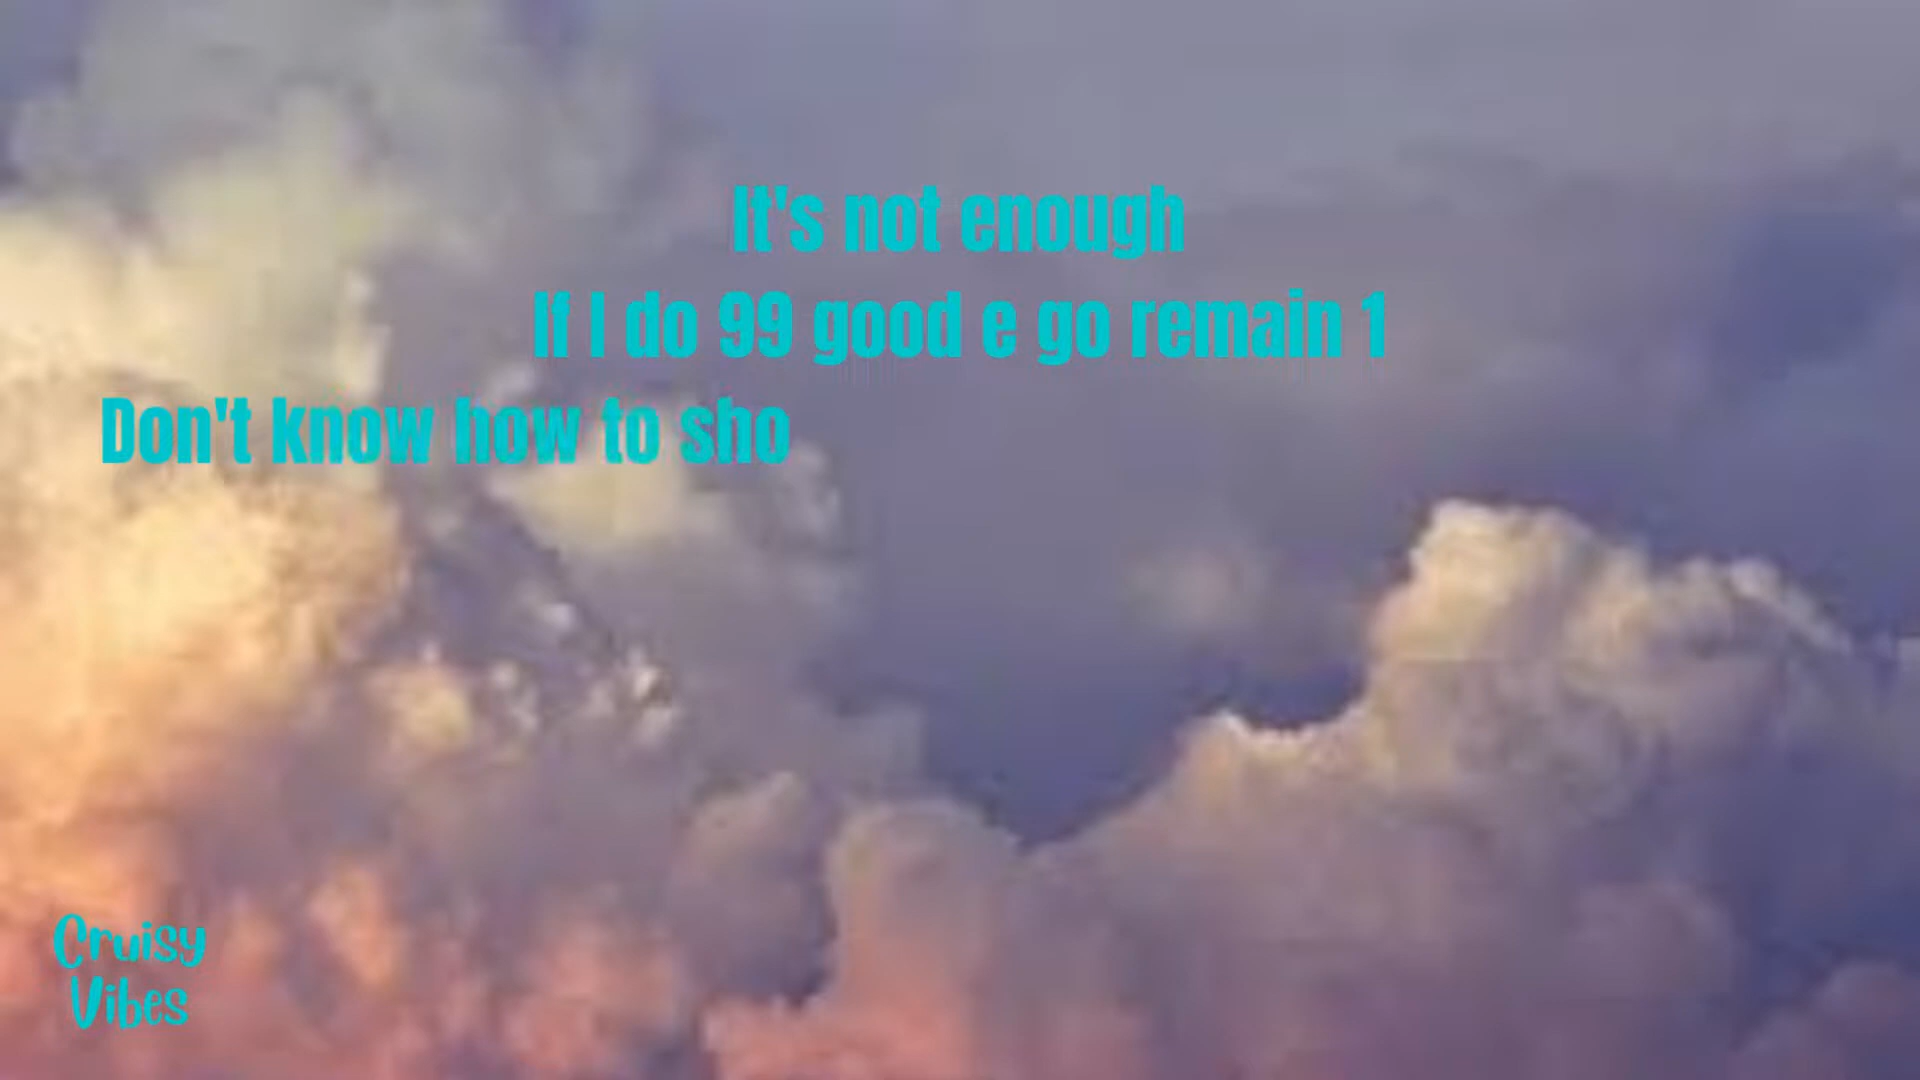 It's not enough
If I do 99 good e go remain 1
Don't know how to sho
Cruisy
Vibes